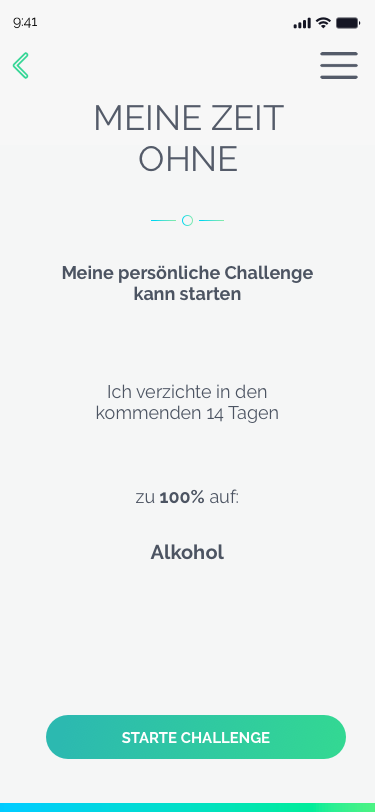 9:41
MEINE ZEIT
OHNE
Meine persönliche Challenge
kann starten
Ich verzichte in den
kommenden 14 Tagen
zu 100% auf:
Alkohol
STARTE CHALLENGE